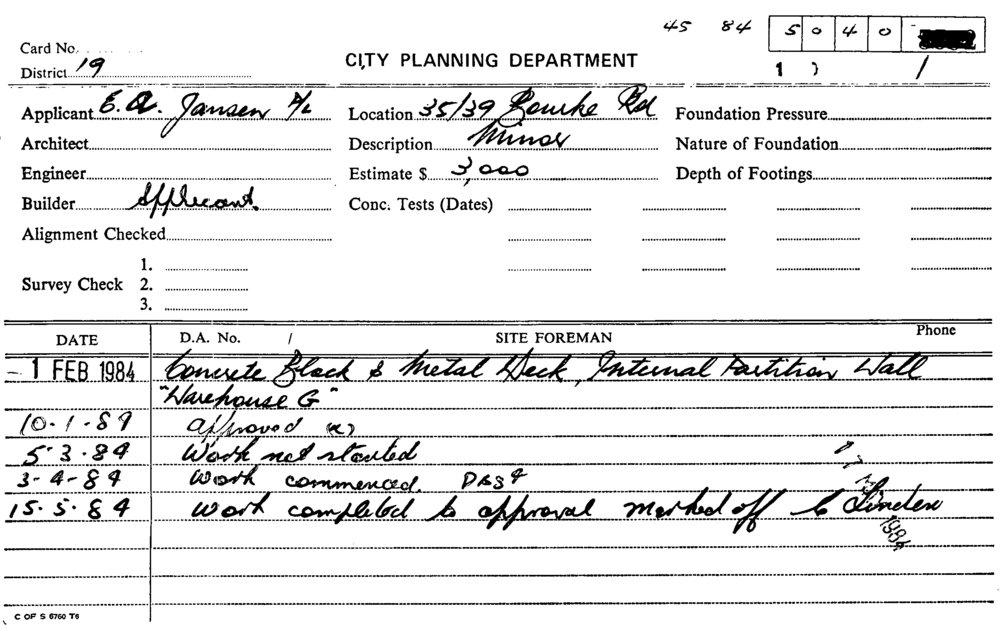 45 84 5 0 4 0
Card No.
District 19
CITY PLANNING DEPARTMENT
1 ) /
Applicant E. A. Jansen P/L
Location 35/39 Bourke Rd
Foundation Pressure
Architect
Description Minor
Nature of Foundation
Engineer
Estimate $ 3,000
Depth of Footings
Builder Applicant.
Conc. Tests (Dates)
Alignment Checked
1.
Survey Check 2.
3.
DATE D.A. No. / SITE FOREMAN Phone
- 1 FEB 1984 Concrete Block & Metal Deck, Internal Partition Wall
"Warehouse G"
10.1.84 approved
5.3.84 Work not started
3-4-84 Work commenced.
15.5.84 Work completed to approval marked off C Linden
1984
C OF S 6760 T6